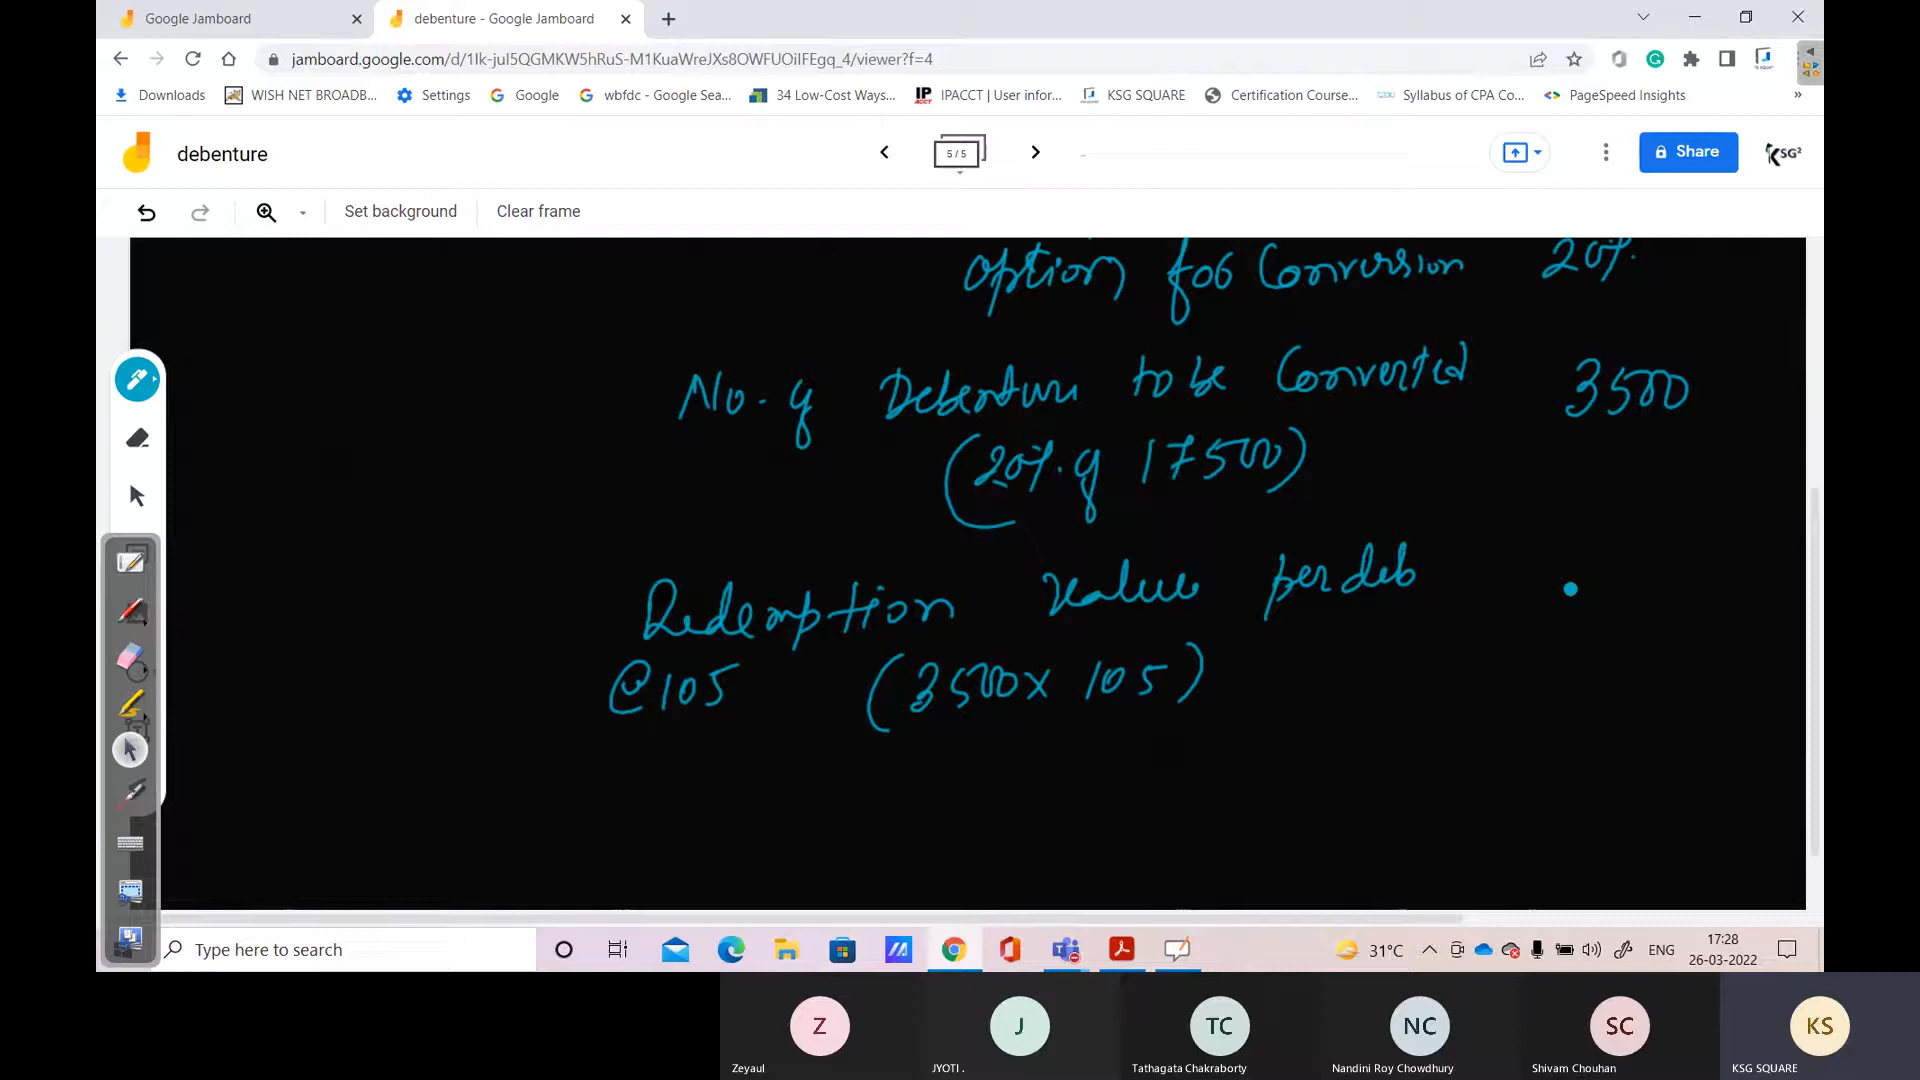 Google Jamboard
debenture - Google Jamboard
jamboard.google.com/d/1Ik-juI5QGMKW5hRuS-M1KuaWreJXs8OWFUOiIFEgq_4/viewer?f=4
Downloads
WISH NET BROADB...
Settings
Google
wbfdc - Google Sea...
34 Low-Cost Ways...
IPACCT | User infor...
KSG SQUARE
Certification Course...
Syllabus of CPA Co...
PageSpeed Insights
debenture
5 / 5
Share
KSG²
Set background
Clear frame
option for Conversion 20%.
No. of Debenture to be Converted 3500
(20%. of 17500)
Redemption value per deb
@105 (3500 x 105)
Type here to search
31°C
ENG
17:28
26-03-2022
Z
J
TC
NC
SC
KS
Zeyaul
JYOTI .
Tathagata Chakraborty
Nandini Roy Chowdhury
Shivam Chouhan
KSG SQUARE